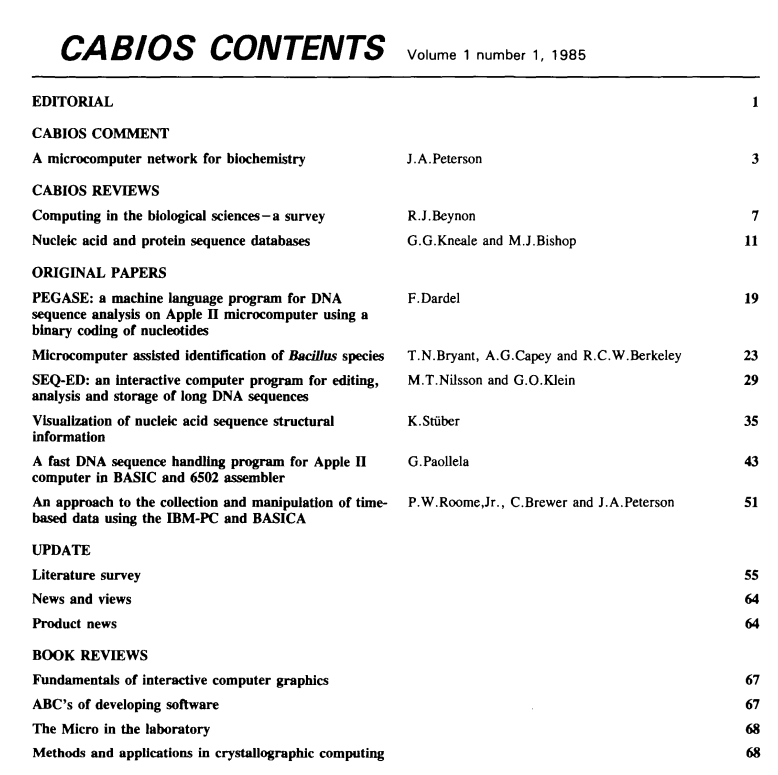 CABIOS CONTENTS Volume 1 number 1, 1985
EDITORIAL 1
CABIOS COMMENT
A microcomputer network for biochemistry J.A.Peterson 3
CABIOS REVIEWS
Computing in the biological sciences—a survey R.J.Beynon 7
Nucleic acid and protein sequence databases G.G.Kneale and M.J.Bishop 11
ORIGINAL PAPERS
PEGASE: a machine language program for DNA F.Dardel 19
sequence analysis on Apple II microcomputer using a
binary coding of nucleotides
Microcomputer assisted identification of Bacillus species T.N.Bryant, A.G.Capey and R.C.W.Berkeley 23
SEQ-ED: an interactive computer program for editing, M.T.Nilsson and G.O.Klein 29
analysis and storage of long DNA sequences
Visualization of nucleic acid sequence structural K.Stüber 35
information
A fast DNA sequence handling program for Apple II G.Paollela 43
computer in BASIC and 6502 assembler
An approach to the collection and manipulation of time- P.W.Roome,Jr., C.Brewer and J.A.Peterson 51
based data using the IBM-PC and BASICA
UPDATE
Literature survey 55
News and views 64
Product news 64
BOOK REVIEWS
Fundamentals of interactive computer graphics 67
ABC's of developing software 67
The Micro in the laboratory 68
Methods and applications in crystallographic computing 68